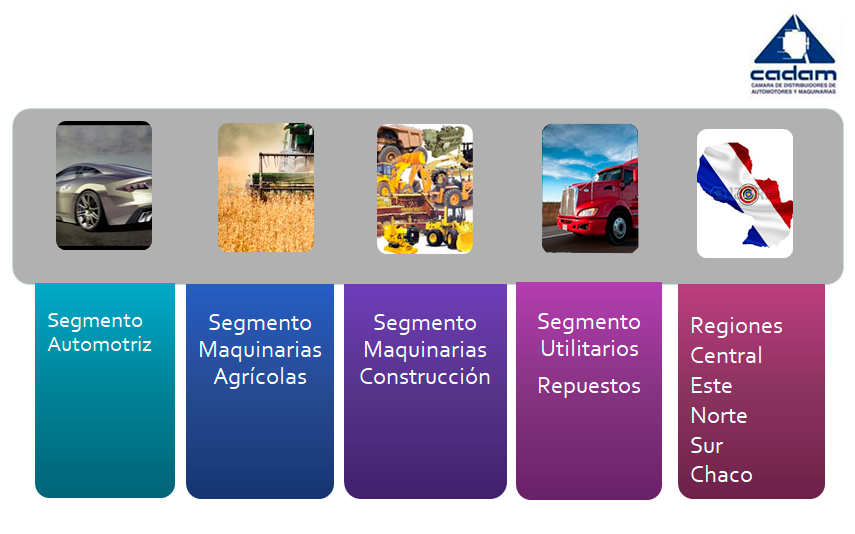 cadam
CAMARA DE DISTRIBUIDORES DE
AUTOMOTORES Y MAQUINARIAS
Segmento
Automotriz
Segmento
Maquinarias
Agrícolas
Segmento
Maquinarias
Construcción
Segmento
Utilitarios
Repuestos
Regiones
Central
Este
Norte
Sur
Chaco